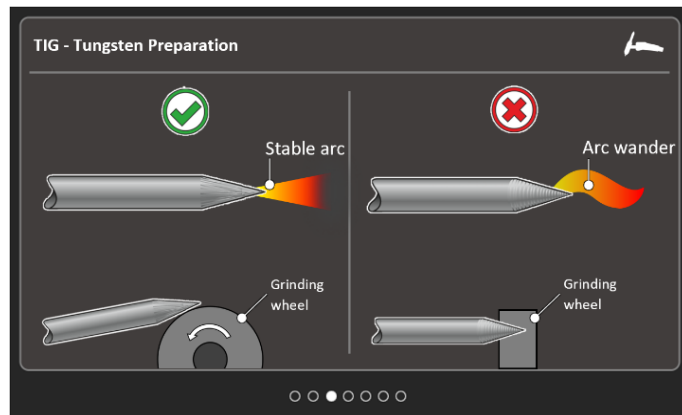 TIG - Tungsten Preparation
Stable arc
Grinding
wheel
Arc wander
Grinding
wheel